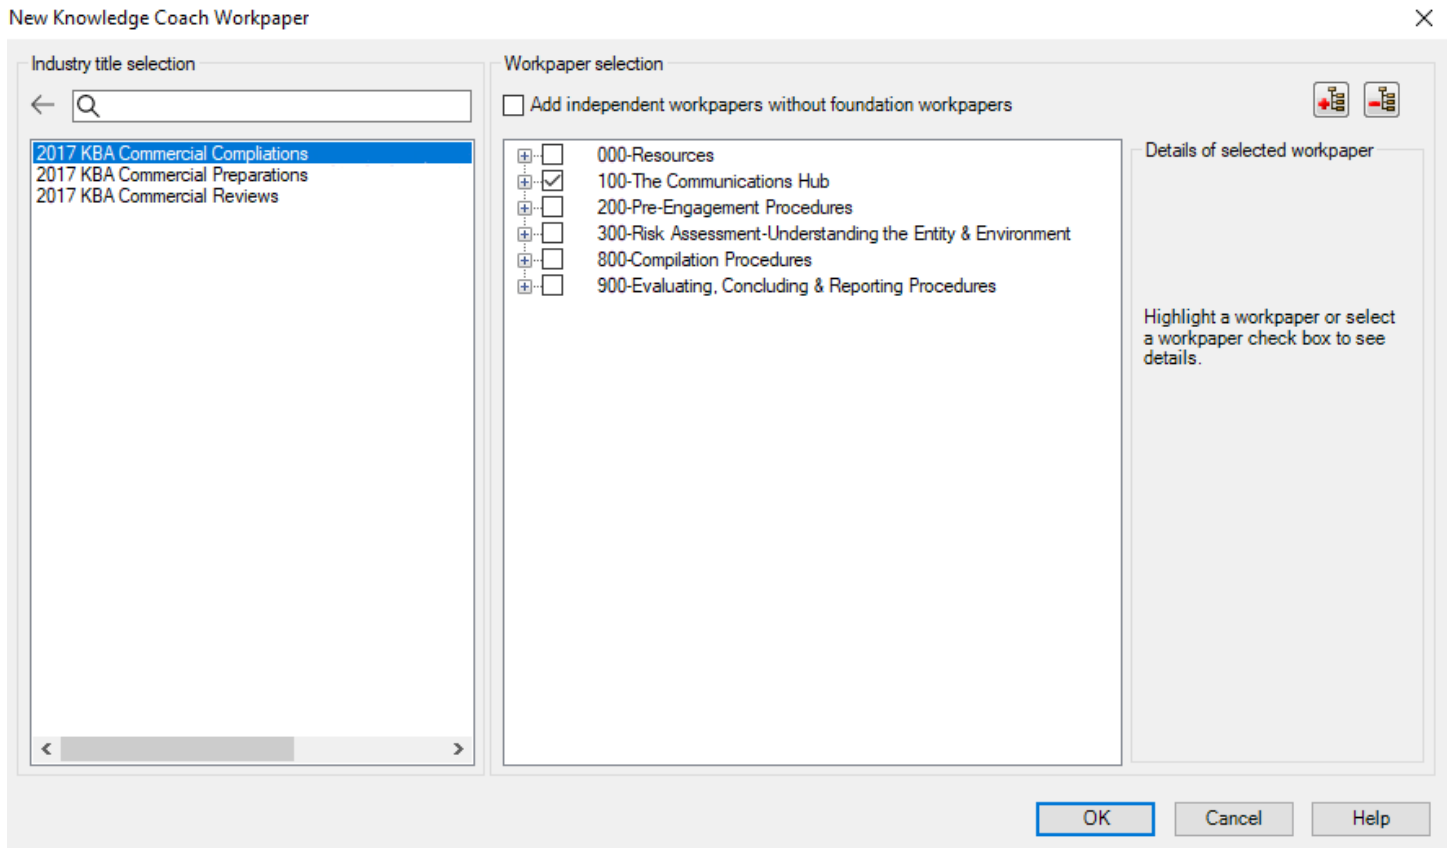 New Knowledge Coach Workpaper
Industry title selection
2017 KBA Commercial Compliations
2017 KBA Commercial Preparations
2017 KBA Commercial Reviews
Workpaper selection
Add independent workpapers without foundation workpapers
000-Resources
100-The Communications Hub
200-Pre-Engagement Procedures
300-Risk Assessment-Understanding the Entity & Environment
800-Compilation Procedures
900-Evaluating, Concluding & Reporting Procedures
Details of selected workpaper
Highlight a workpaper or select
a workpaper check box to see
details.
OK
Cancel
Help